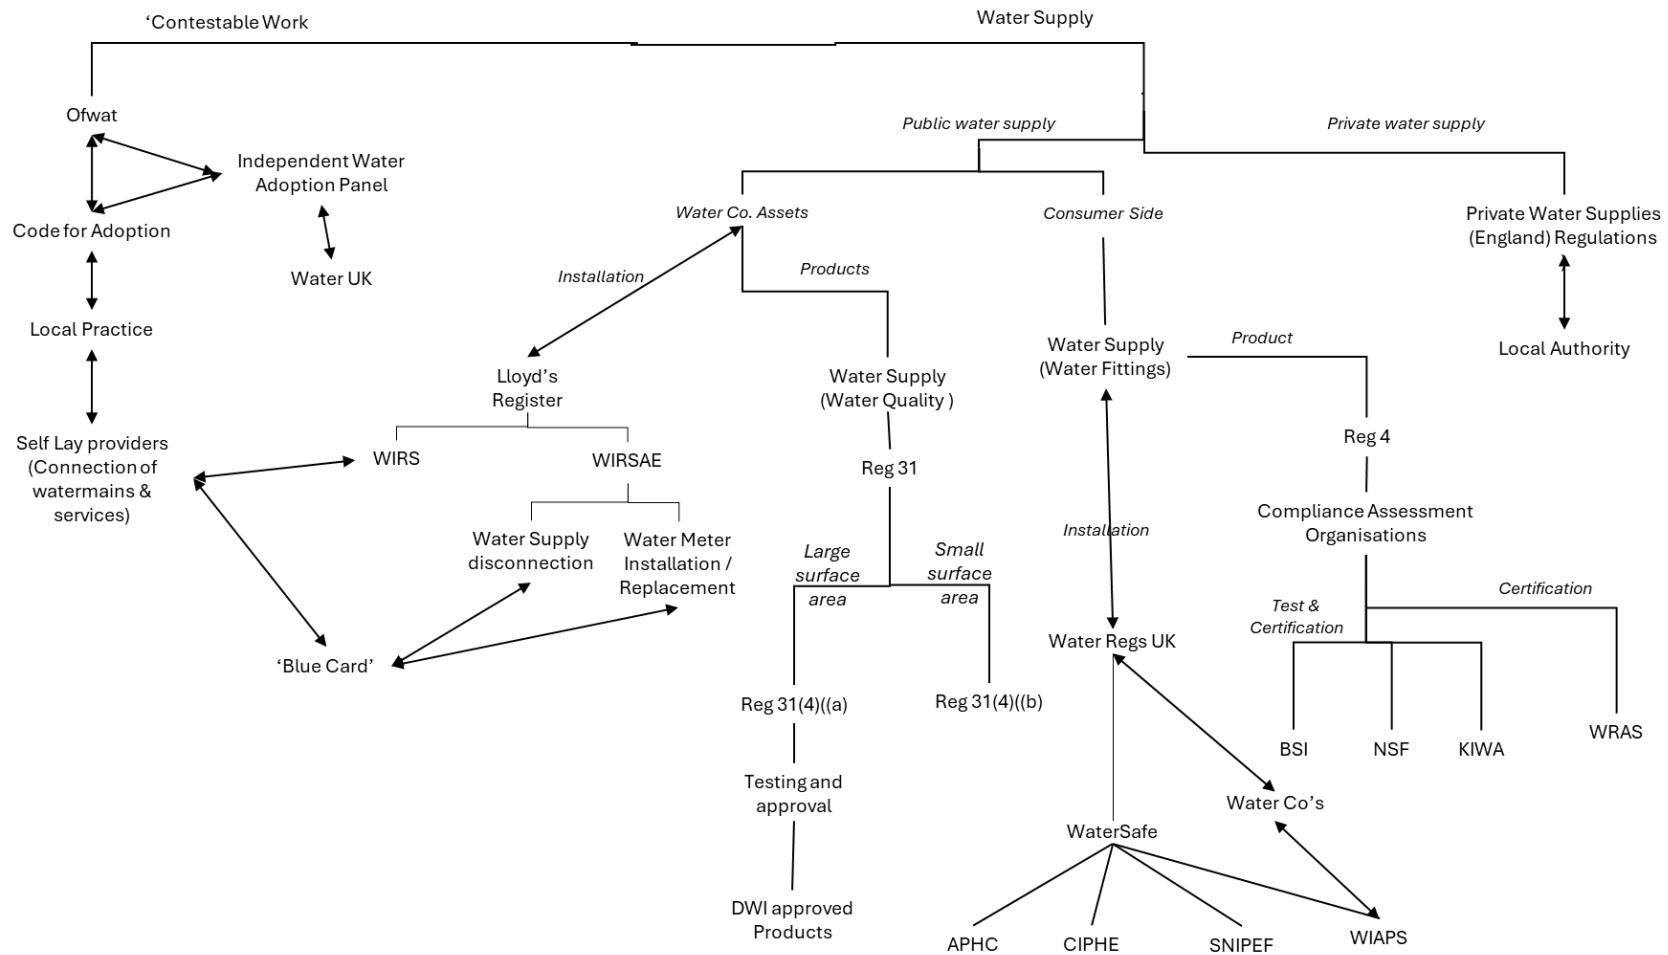 ‘Contestable Work
Water Supply
Ofwat
Public water supply
Private water supply
Independent Water
Adoption Panel
Code for Adoption
Water UK
Water Co. Assets
Consumer Side
Private Water Supplies
(England) Regulations
Installation
Products
Local Practice
Water Supply
(Water Fittings)
Product
Local Authority
Lloyd’s
Register
Water Supply
(Water Quality )
Self Lay providers
(Connection of
watermains &
services)
WIRS
WIRSAE
Reg 31
Reg 4
Compliance Assessment
Organisations
Water Supply
disconnection
Water Meter
Installation /
Replacement
Large
surface
area
Small
surface
area
Installation
Test &
Certification
Certification
‘Blue Card’
Water Regs UK
Reg 31(4)((a)
Reg 31(4)((b)
BSI
NSF
KIWA
WRAS
Testing and
approval
Water Co’s
WaterSafe
DWI approved
Products
APHC
CIPHE
SNIPEF
WIAPS